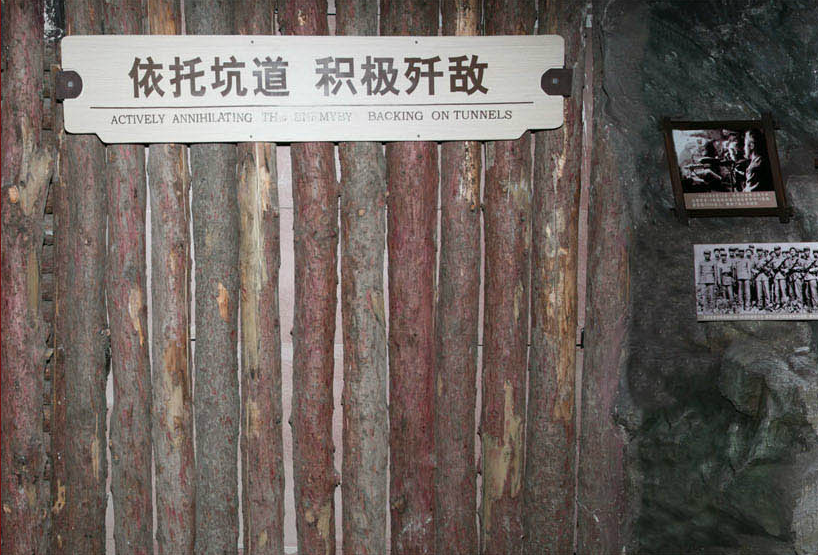 依托坑道 积极歼敌
ACTIVELY ANNIHILATING THE ENEMYBY BACKING ON TUNNELS